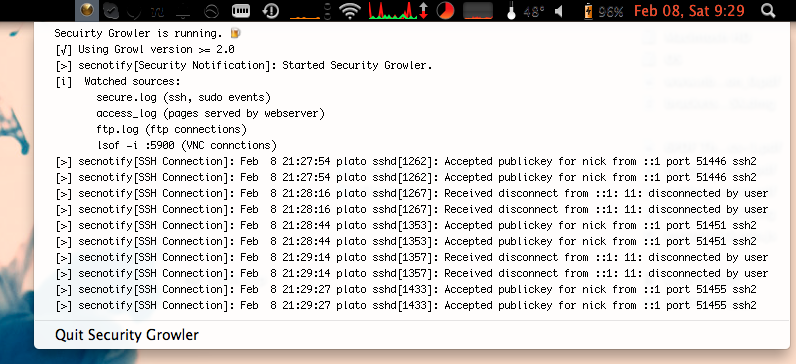 48° 96% Feb 08, Sat 9:29
Secuirty Growler is running. 🍺
[√] Using Growl version >= 2.0
[>] secnotify[Security Notification]: Started Security Growler.
[i]  Watched sources:
secure.log (ssh, sudo events)
access_log (pages served by webserver)
ftp.log (ftp connections)
lsof -i :5900 (VNC connctions)
[>] secnotify[SSH Connection]: Feb  8 21:27:54 plato sshd[1262]: Accepted publickey for nick from ::1 port 51446 ssh2
[>] secnotify[SSH Connection]: Feb  8 21:27:54 plato sshd[1262]: Accepted publickey for nick from ::1 port 51446 ssh2
[>] secnotify[SSH Connection]: Feb  8 21:28:16 plato sshd[1267]: Received disconnect from ::1: 11: disconnected by user
[>] secnotify[SSH Connection]: Feb  8 21:28:16 plato sshd[1267]: Received disconnect from ::1: 11: disconnected by user
[>] secnotify[SSH Connection]: Feb  8 21:28:44 plato sshd[1353]: Accepted publickey for nick from ::1 port 51451 ssh2
[>] secnotify[SSH Connection]: Feb  8 21:28:44 plato sshd[1353]: Accepted publickey for nick from ::1 port 51451 ssh2
[>] secnotify[SSH Connection]: Feb  8 21:29:14 plato sshd[1357]: Received disconnect from ::1: 11: disconnected by user
[>] secnotify[SSH Connection]: Feb  8 21:29:14 plato sshd[1357]: Received disconnect from ::1: 11: disconnected by user
[>] secnotify[SSH Connection]: Feb  8 21:29:27 plato sshd[1433]: Accepted publickey for nick from ::1 port 51455 ssh2
[>] secnotify[SSH Connection]: Feb  8 21:29:27 plato sshd[1433]: Accepted publickey for nick from ::1 port 51455 ssh2
Quit Security Growler